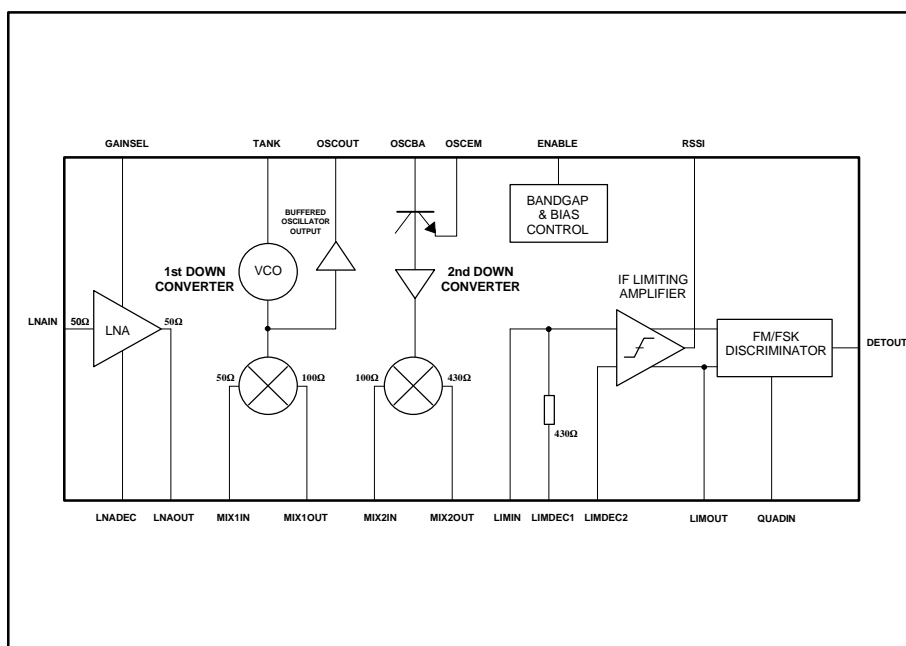 GAINSEL
TANK
OSCOUT
OSCBA
OSCEM
ENABLE
RSSI
BUFFERED
OSCILLATOR
OUTPUT
BANDGAP
& BIAS
CONTROL
1st DOWN
CONVERTER
VCO
2nd DOWN
CONVERTER
IF LIMITING
AMPLIFIER
LNAIN
50Ω
LNA
50Ω
FM/FSK
DISCRIMINATOR
DETOUT
50Ω
100Ω
100Ω
430Ω
430Ω
LNADEC
LNAOUT
MIX1IN
MIX1OUT
MIX2IN
MIX2OUT
LIMIN
LIMDEC1
LIMDEC2
LIMOUT
QUADIN